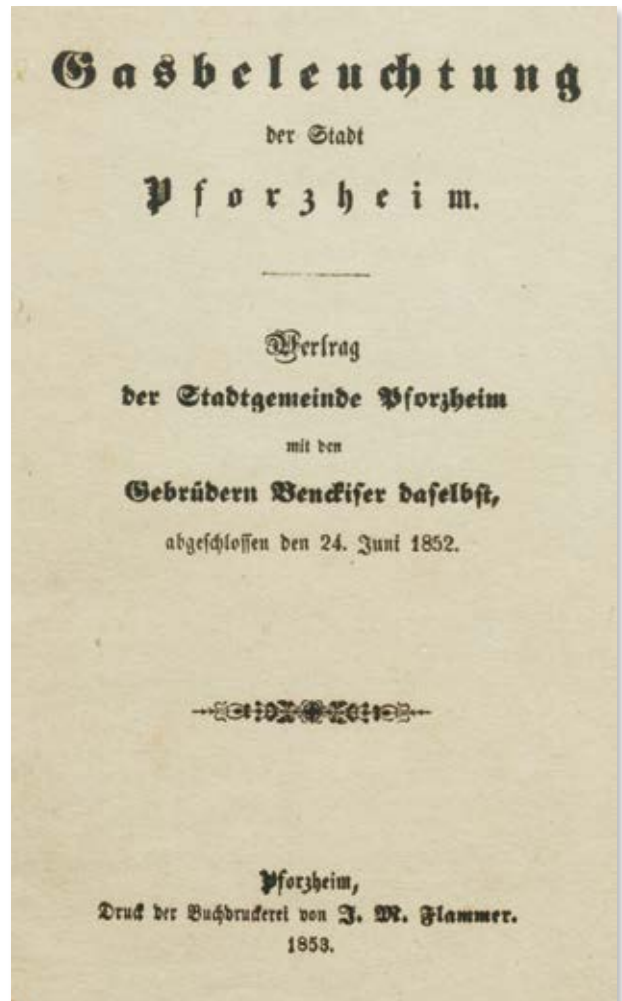 Gasbeleuchtung
der Stadt
Pforzheim.
Vertrag
der Stadtgemeinde Pforzheim
mit den
Gebrüdern Benckiser daselbst,
abgeschlossen den 24. Juni 1852.
Pforzheim,
Druck der Buchdruckerei von J. M. Flammer.
1853.